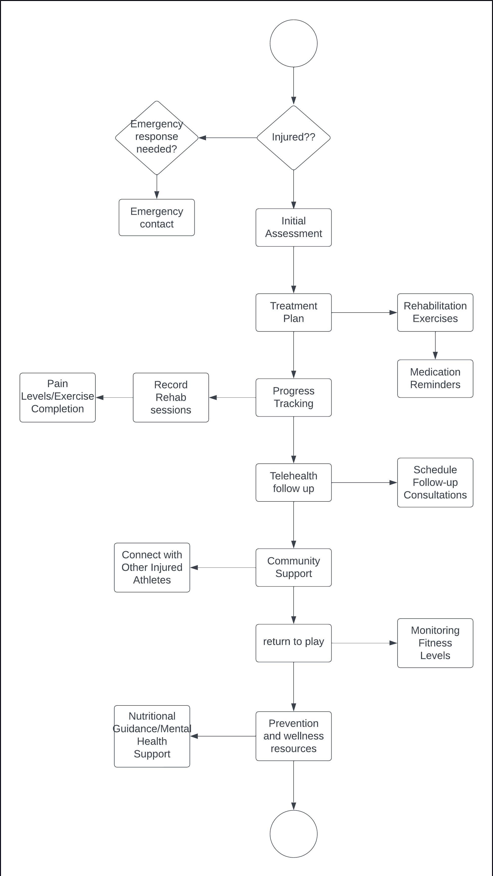 Emergency
response
needed?
Injured??
Emergency
contact
Initial
Assessment
Treatment
Plan
Rehabilitation
Exercises
Medication
Reminders
Pain
Levels/Exercise
Completion
Record
Rehab
sessions
Progress
Tracking
Telehealth
follow up
Schedule
Follow-up
Consultations
Connect with
Other Injured
Athletes
Community
Support
return to play
Monitoring
Fitness
Levels
Nutritional
Guidance/Mental
Health
Support
Prevention
and wellness
resources